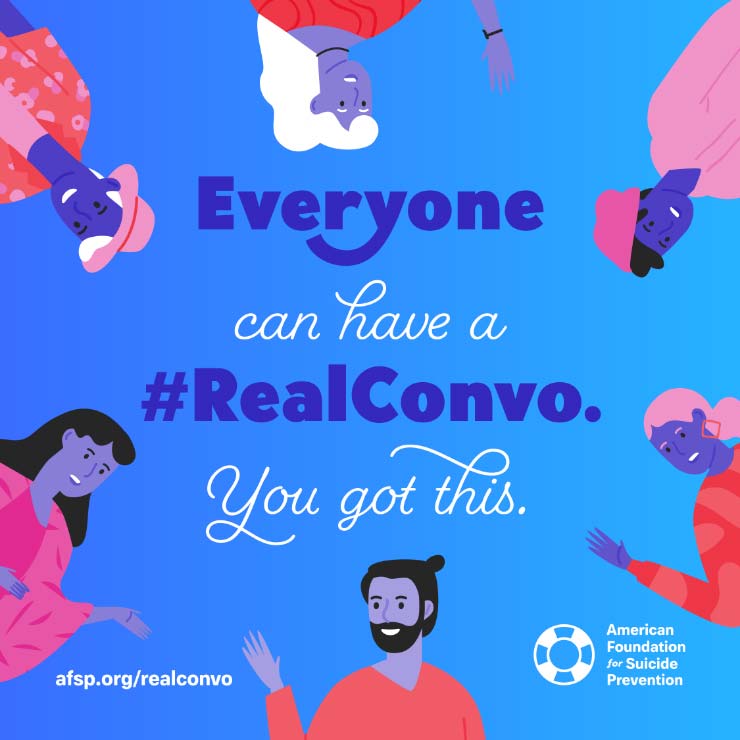 Everyone
can have a
#RealConvo.
You got this.
afsp.org/realconvo
American
Foundation
for Suicide
Prevention